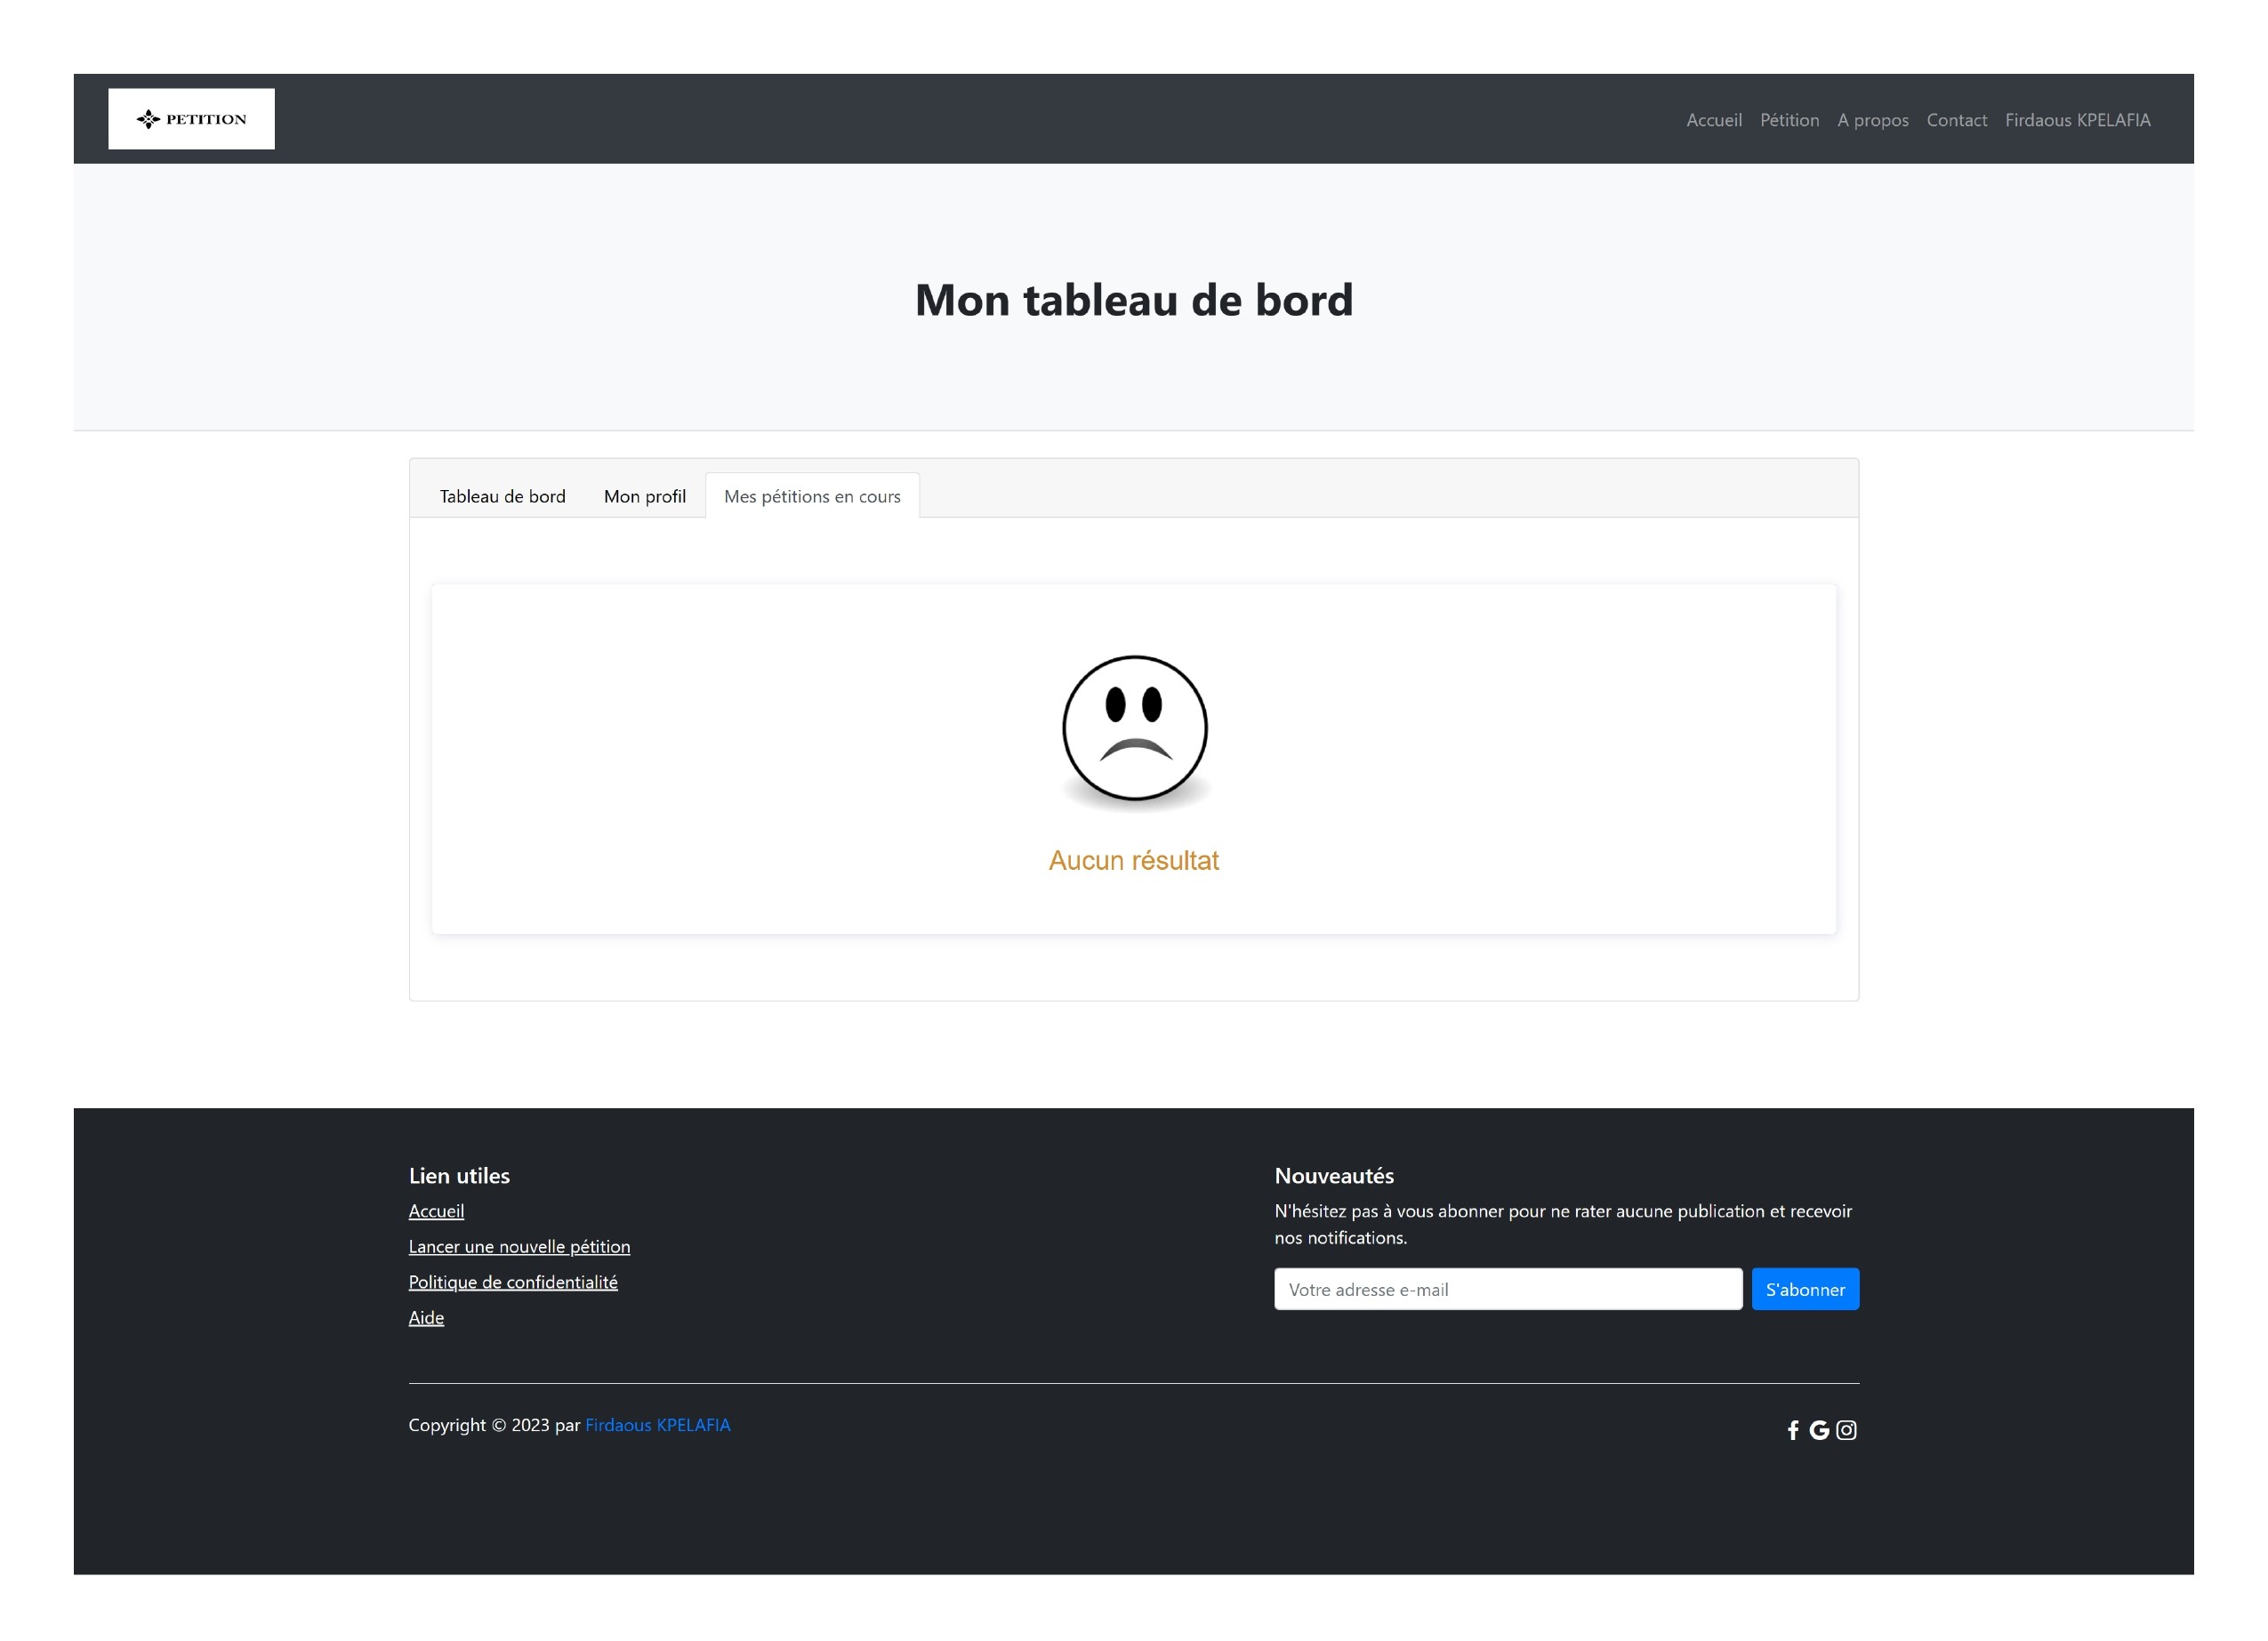 PETITION
Accueil Pétition A propos Contact Firdaous KPELAFIA
Mon tableau de bord
Tableau de bord Mon profil Mes pétitions en cours
Aucun résultat
Lien utiles
Accueil
Lancer une nouvelle pétition
Politique de confidentialité
Aide
Nouveautés
N'hésitez pas à vous abonner pour ne rater aucune publication et recevoir
nos notifications.
Votre adresse e-mail S'abonner
Copyright © 2023 par Firdaous KPELAFIA